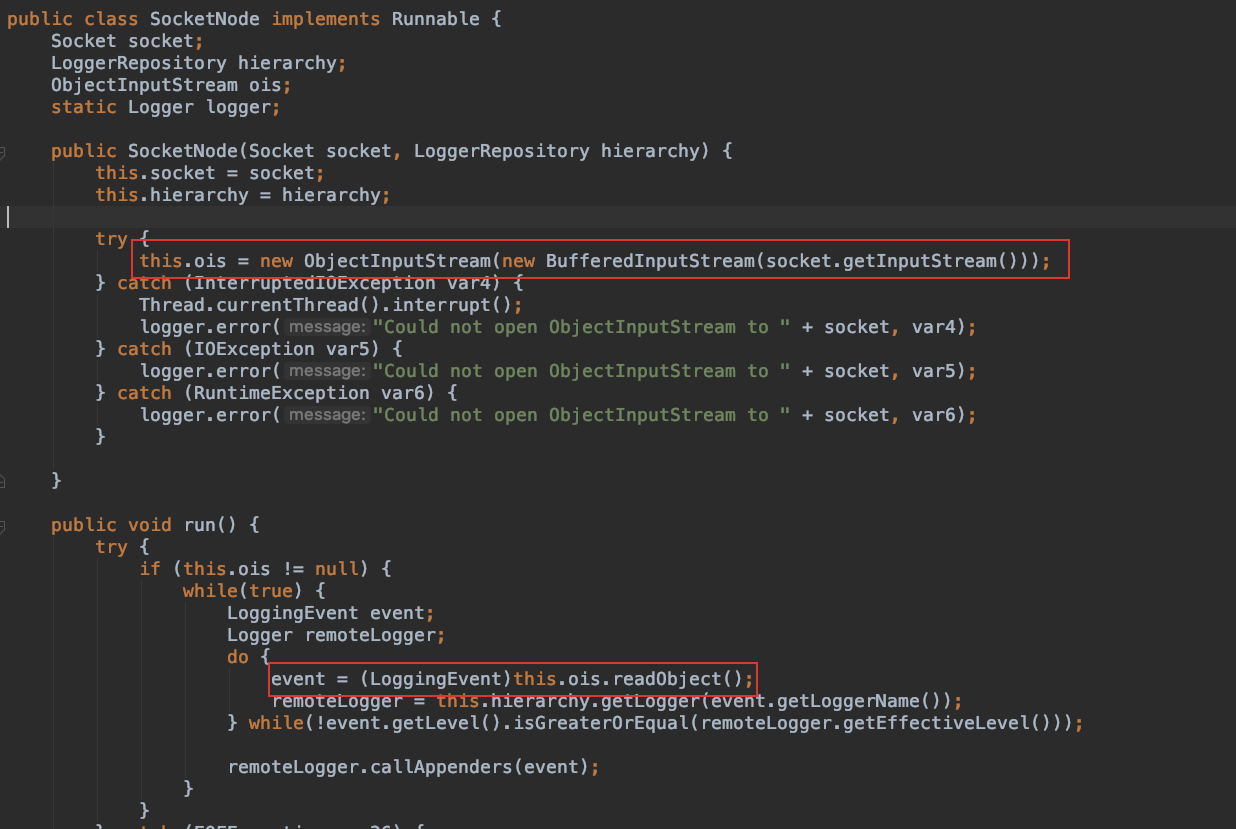 public class SocketNode implements Runnable {
    Socket socket;
    LoggerRepository hierarchy;
    ObjectInputStream ois;
    static Logger logger;

    public SocketNode(Socket socket, LoggerRepository hierarchy) {
        this.socket = socket;
        this.hierarchy = hierarchy;

        try {
            this.ois = new ObjectInputStream(new BufferedInputStream(socket.getInputStream()));
        } catch (InterruptedIOException var4) {
            Thread.currentThread().interrupt();
            logger.error( message: "Could not open ObjectInputStream to " + socket, var4);
        } catch (IOException var5) {
            logger.error( message: "Could not open ObjectInputStream to " + socket, var5);
        } catch (RuntimeException var6) {
            logger.error( message: "Could not open ObjectInputStream to " + socket, var6);
        }

    }

    public void run() {
        try {
            if (this.ois != null) {
                while(true) {
                    LoggingEvent event;
                    Logger remoteLogger;
                    do {
                        event = (LoggingEvent)this.ois.readObject();
                        remoteLogger = this.hierarchy.getLogger(event.getLoggerName());
                    } while(!event.getLevel().isGreaterOrEqual(remoteLogger.getEffectiveLevel()));

                    remoteLogger.callAppenders(event);
                }
            }